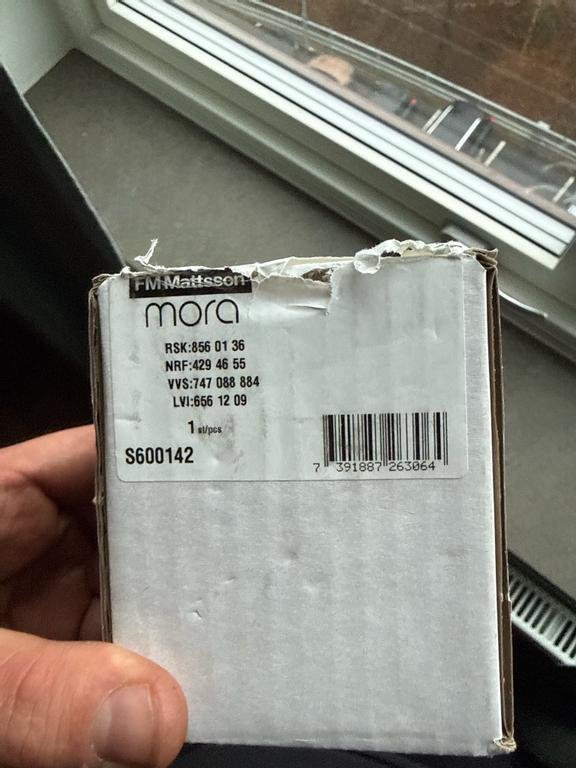 FM Mattsson
mora
RSK:856 01 36
NRF:429 46 55
VVS:747 088 884
LVI:656 12 09
1 st/pcs
S600142
7 391887 263064